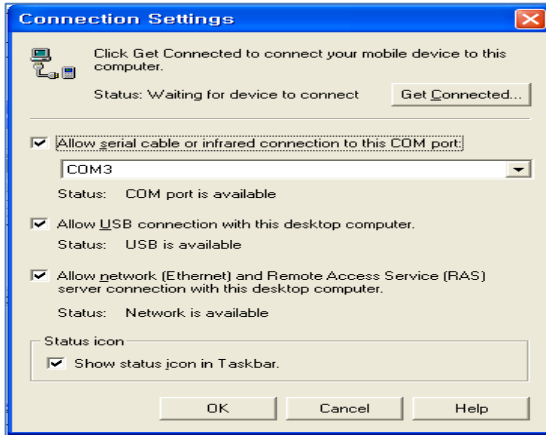 Connection Settings
Click Get Connected to connect your mobile device to this
computer.
Status: Waiting for device to connect
Get Connected...
Allow serial cable or infrared connection to this COM port:
COM3
Status: COM port is available
Allow USB connection with this desktop computer.
Status: USB is available
Allow network (Ethernet) and Remote Access Service (RAS)
server connection with this desktop computer.
Status: Network is available
Status icon
Show status icon in Taskbar.
OK
Cancel
Help